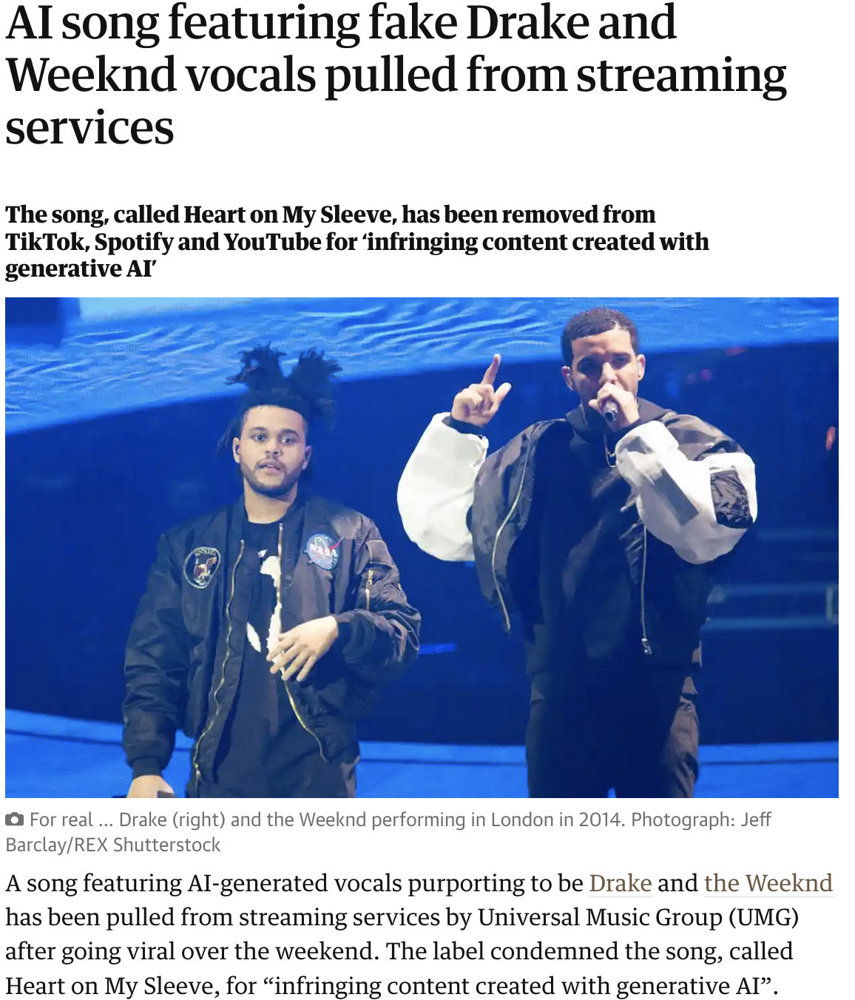 AI song featuring fake Drake and
Weeknd vocals pulled from streaming
services
The song, called Heart on My Sleeve, has been removed from
TikTok, Spotify and YouTube for ‘infringing content created with
generative AI’
APOLLO
NASA
For real ... Drake (right) and the Weeknd performing in London in 2014. Photograph: Jeff
Barclay/REX Shutterstock
A song featuring AI-generated vocals purporting to be Drake and the Weeknd
has been pulled from streaming services by Universal Music Group (UMG)
after going viral over the weekend. The label condemned the song, called
Heart on My Sleeve, for “infringing content created with generative AI”.